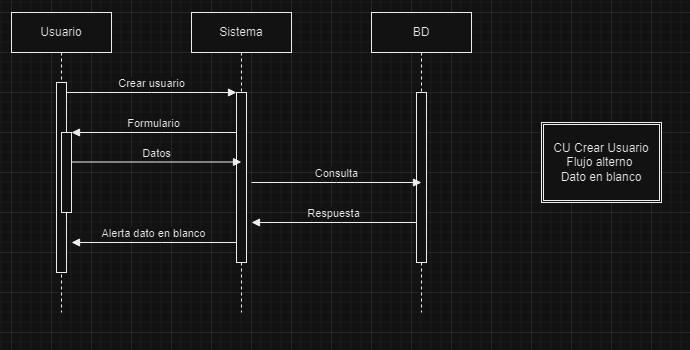 Usuario
Sistema
BD
Crear usuario
Formulario
Datos
Consulta
Respuesta
Alerta dato en blanco
CU Crear Usuario
Flujo alterno
Dato en blanco